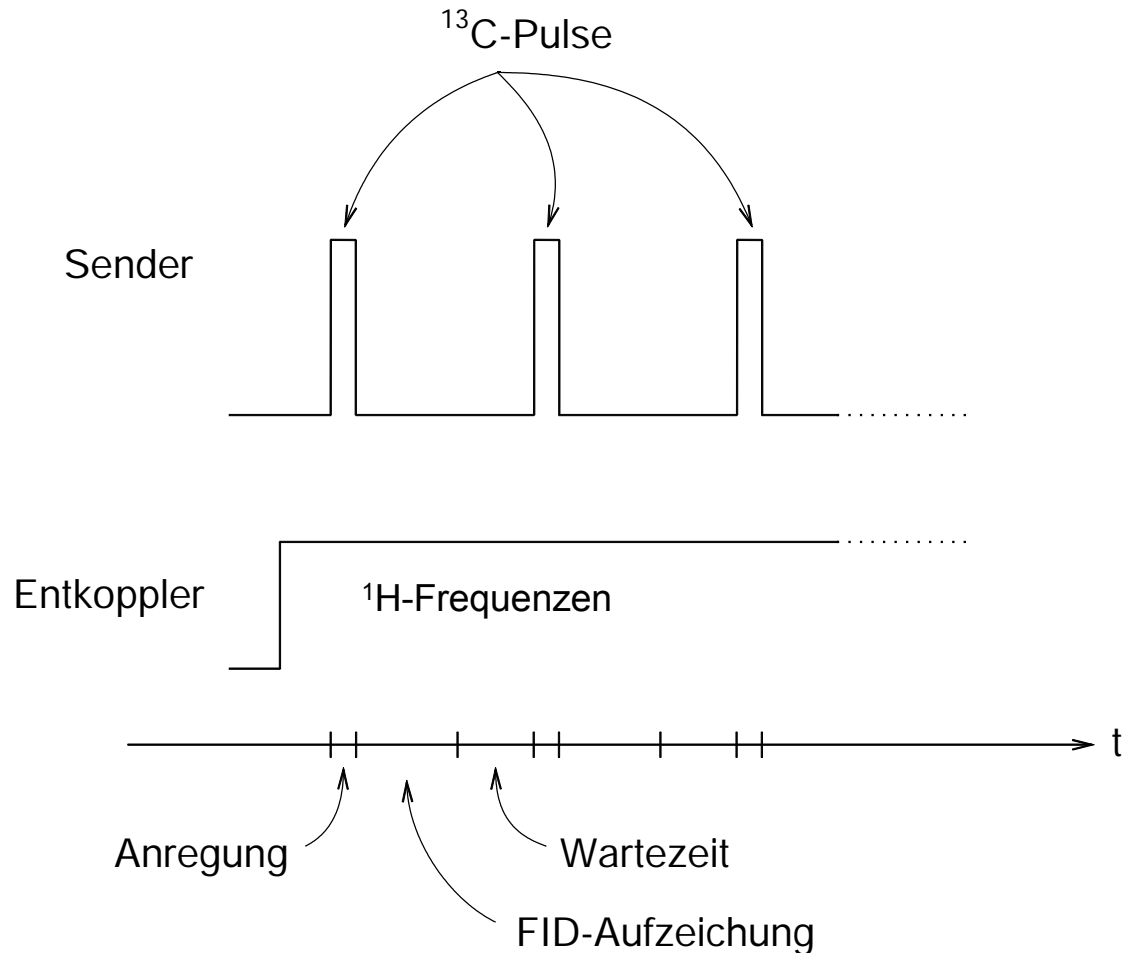 ¹³C-Pulse
Sender
Entkoppler
¹H-Frequenzen
t
Anregung
Wartezeit
FID-Aufzeichung